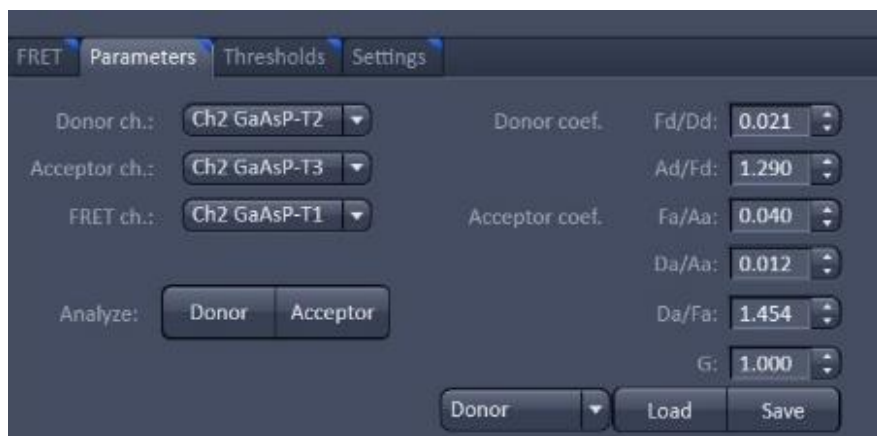 FRET Parameters Thresholds Settings
Donor ch.: Ch2 GaAsP-T2 Donor coef. Fd/Dd: 0.021
Acceptor ch.: Ch2 GaAsP-T3 Ad/Fd: 1.290
FRET ch.: Ch2 GaAsP-T1 Acceptor coef. Fa/Aa: 0.040
Da/Aa: 0.012
Analyze: Donor Acceptor Da/Fa: 1.454
G: 1.000
Donor Load Save